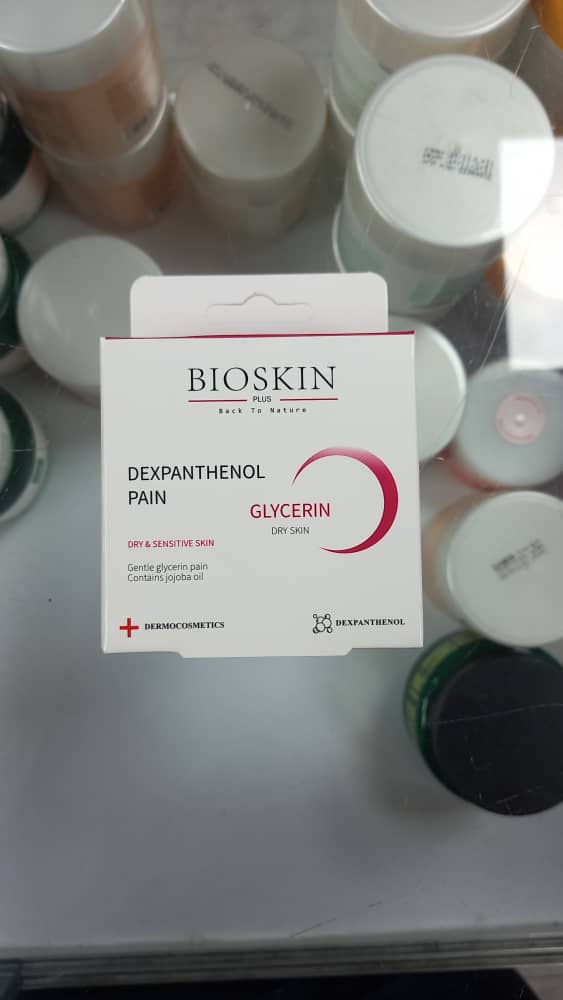 BIOSKIN
PLUS
Back To Nature
DEXPANTHENOL
PAIN
GLYCERIN
DRY SKIN
DRY & SENSITIVE SKIN
Gentle glycerin pain
Contains jojoba oil
DERMOCOSMETICS
DEXPANTHENOL